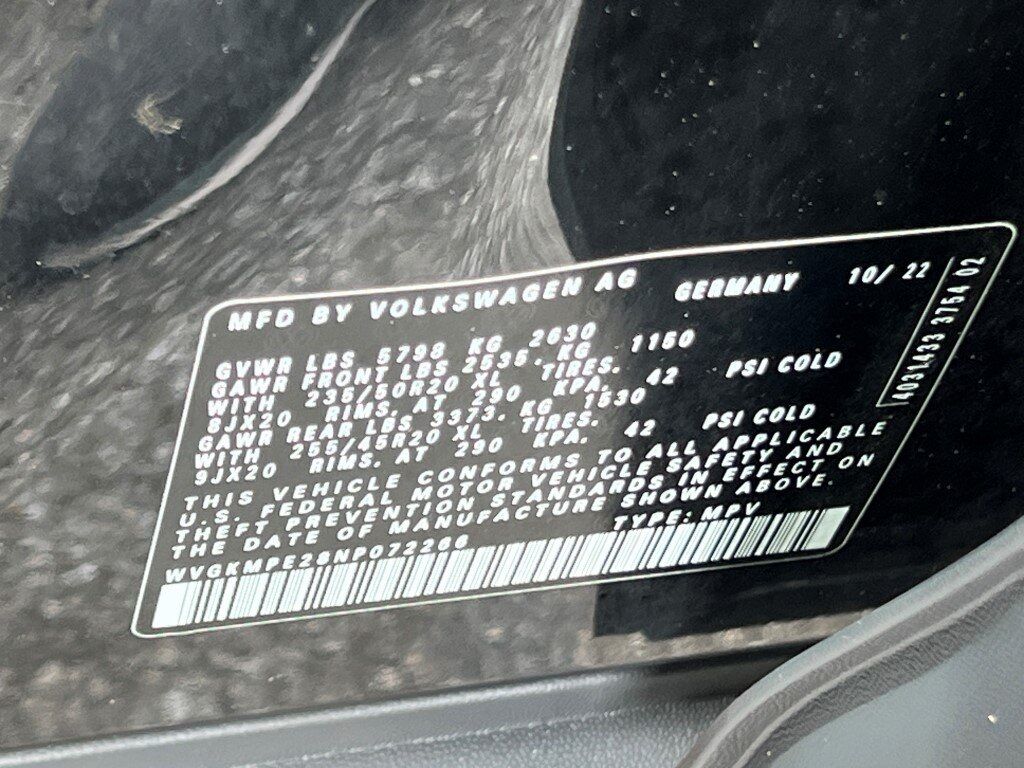 MFD BY VOLKSWAGEN AG GERMANY 10/ 22
GVWR LBS 5798 KG 2630
GAWR FRONT LBS 2535. KG 1150
WITH 235/50R20 XL TIRES.
8JX20 RIMS. AT 290 KPA. 42 PSI COLD
GAWR REAR LBS 3373. KG 1530
WITH 255/45R20 XL TIRES.
9JX20 RIMS. AT 290 KPA. 42 PSI COLD
THIS VEHICLE CONFORMS TO ALL APPLICABLE
U.S. FEDERAL MOTOR VEHICLE SAFETY AND
THEFT PREVENTION STANDARDS IN EFFECT ON
THE DATE OF MANUFACTURE SHOWN ABOVE.
TYPE: MPV
4031433 3754 02